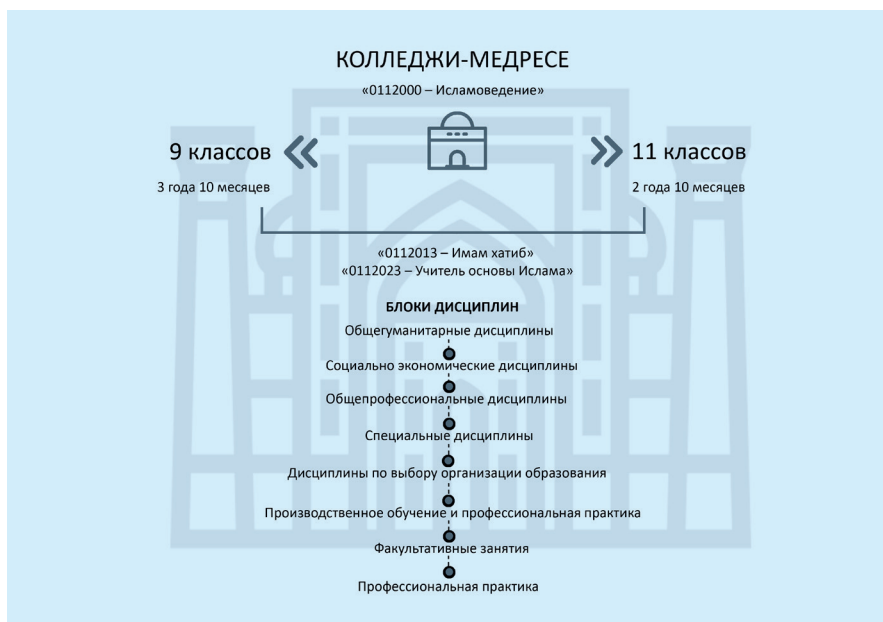 КОЛЛЕДЖИ-МЕДРЕСЕ
«0112000 – Исламоведение»
9 классов
11 классов
3 года 10 месяцев
2 года 10 месяцев
«0112013 – Имам хатиб»
«0112023 – Учитель основы Ислама»
БЛОКИ ДИСЦИПЛИН
Общегуманитарные дисциплины
Социально экономические дисциплины
Общепрофессиональные дисциплины
Специальные дисциплины
Дисциплины по выбору организации образования
Производственное обучение и профессиональная практика
Факультативные занятия
Профессиональная практика